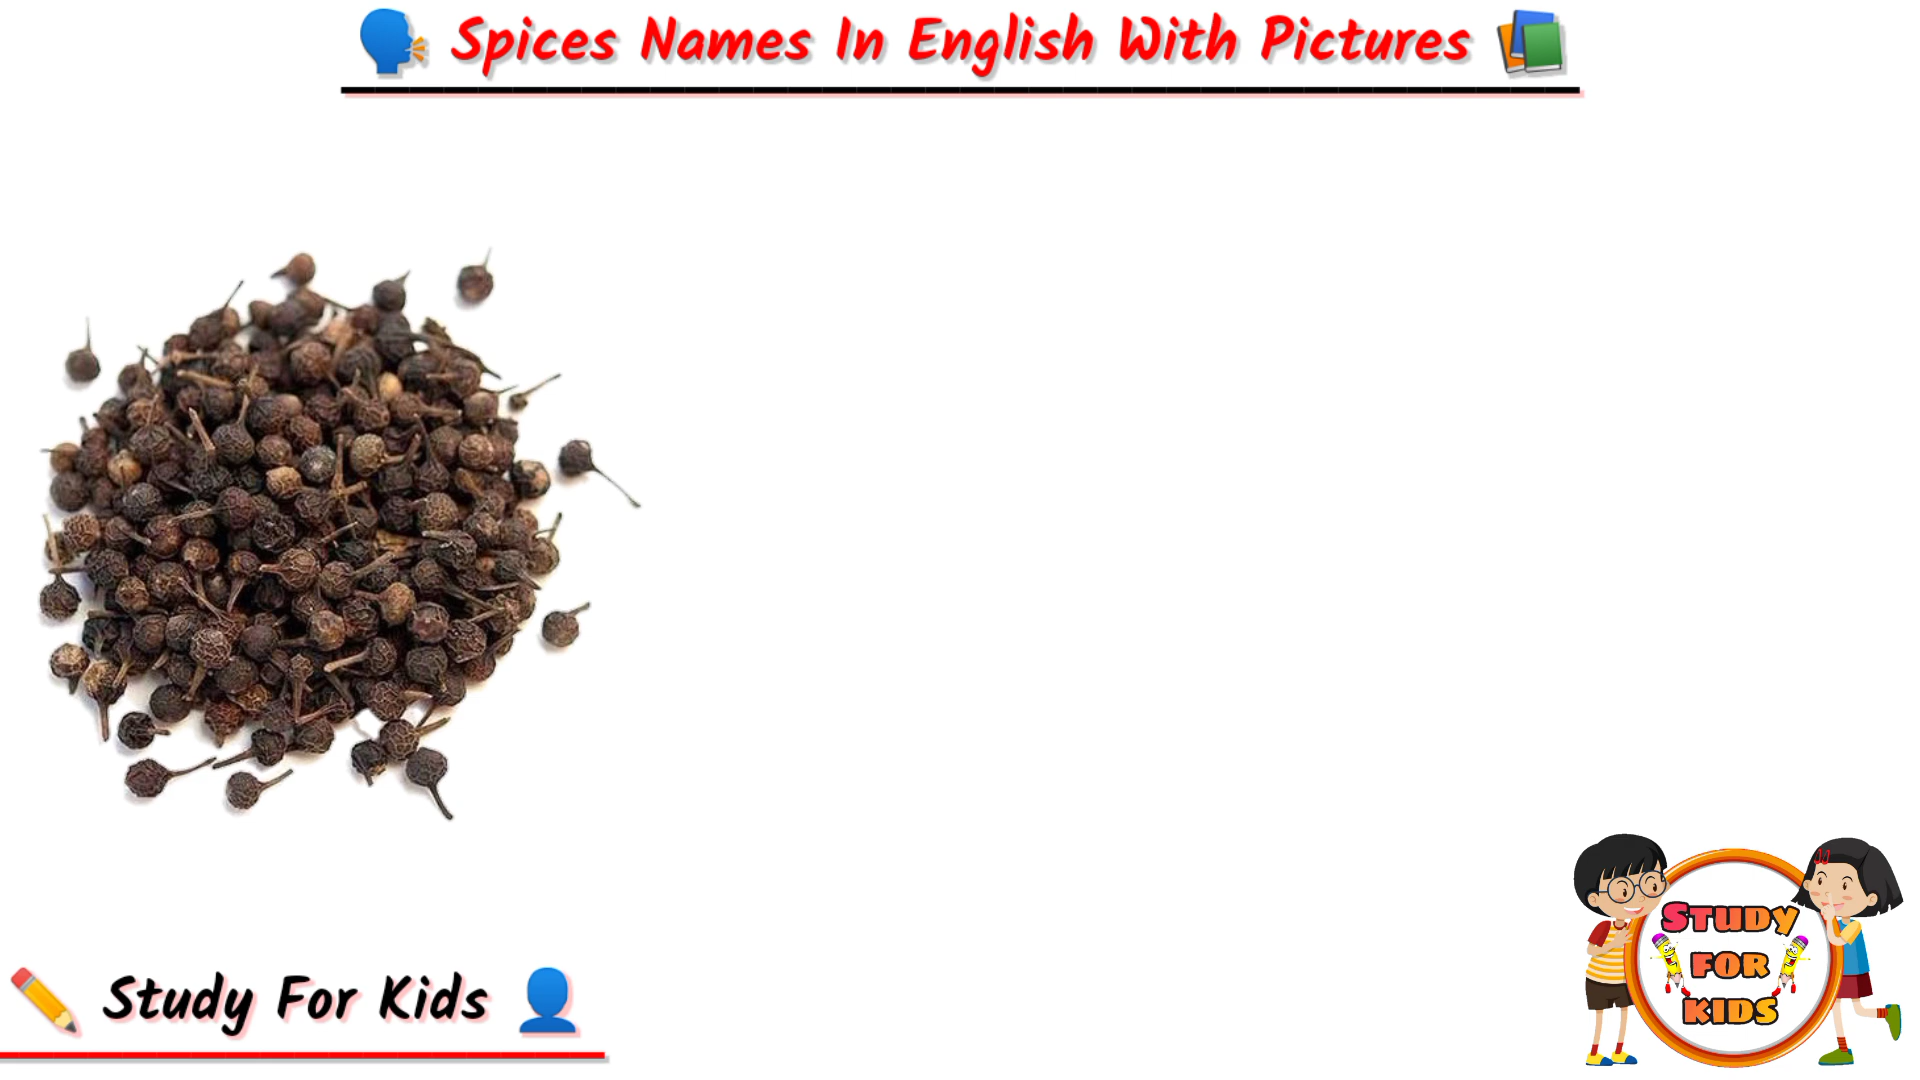 Spices Names In English With Pictures
Study For Kids
STUDY
FOR
KIDS